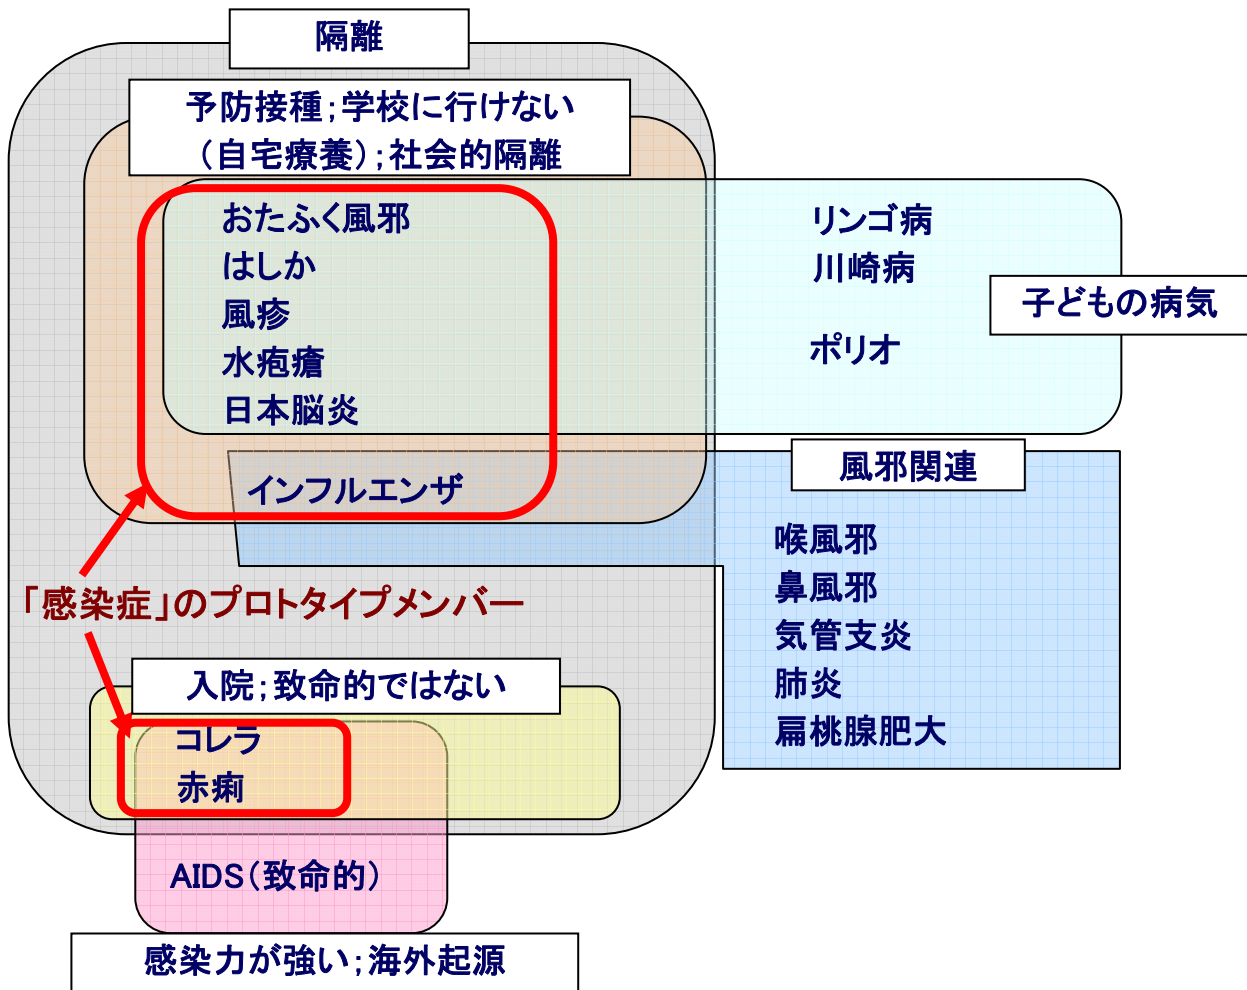 隔離
予防接種；学校に行けない
（自宅療養）；社会的隔離
おたふく風邪
はしか
風疹
水疱瘡
日本脳炎
リンゴ病
川崎病
ポリオ
子どもの病気
インフルエンザ
風邪関連
喉風邪
鼻風邪
気管支炎
肺炎
扁桃腺肥大
「感染症」のプロトタイプメンバー
入院；致命的ではない
コレラ
赤痢
AIDS（致命的）
感染力が強い；海外起源